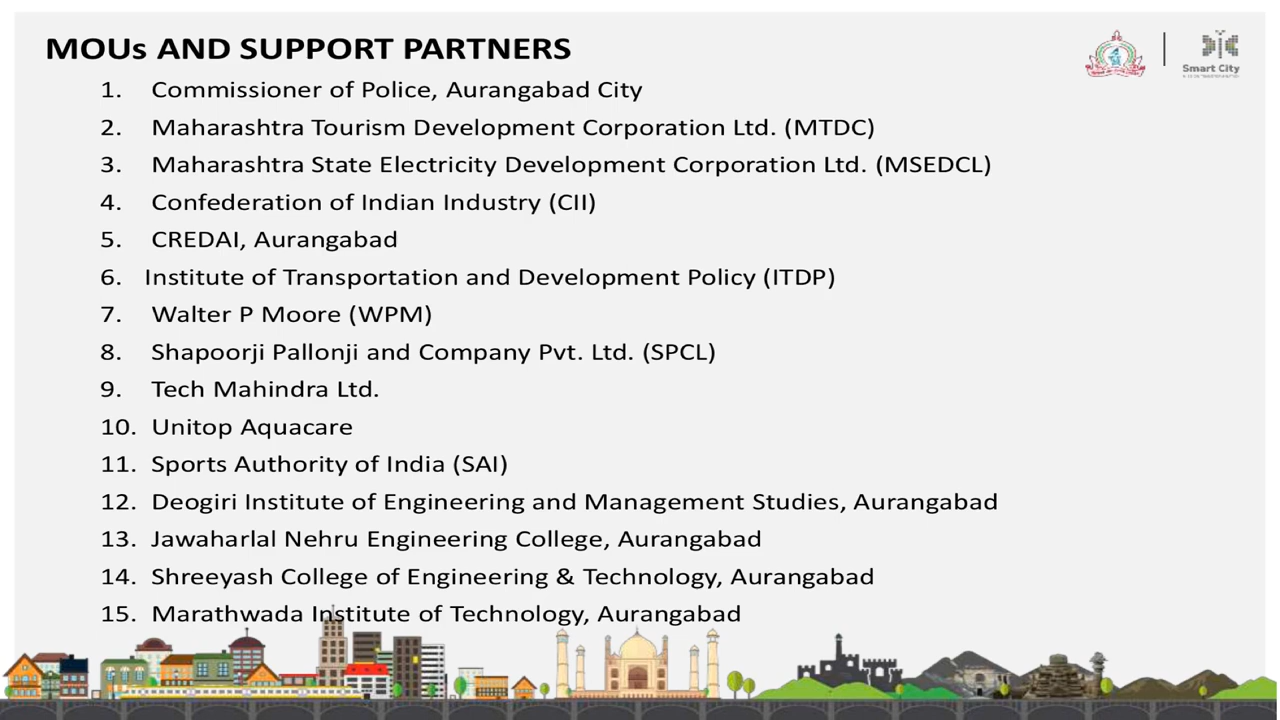 MOUs AND SUPPORT PARTNERS
Smart City
1. Commissioner of Police, Aurangabad City
2. Maharashtra Tourism Development Corporation Ltd. (MTDC)
3. Maharashtra State Electricity Development Corporation Ltd. (MSEDCL)
4. Confederation of Indian Industry (CII)
5. CREDAI, Aurangabad
6. Institute of Transportation and Development Policy (ITDP)
7. Walter P Moore (WPM)
8. Shapoorji Pallonji and Company Pvt. Ltd. (SPCL)
9. Tech Mahindra Ltd.
10. Unitop Aquacare
11. Sports Authority of India (SAI)
12. Deogiri Institute of Engineering and Management Studies, Aurangabad
13. Jawaharlal Nehru Engineering College, Aurangabad
14. Shreeyash College of Engineering & Technology, Aurangabad
15. Marathwada Institute of Technology, Aurangabad